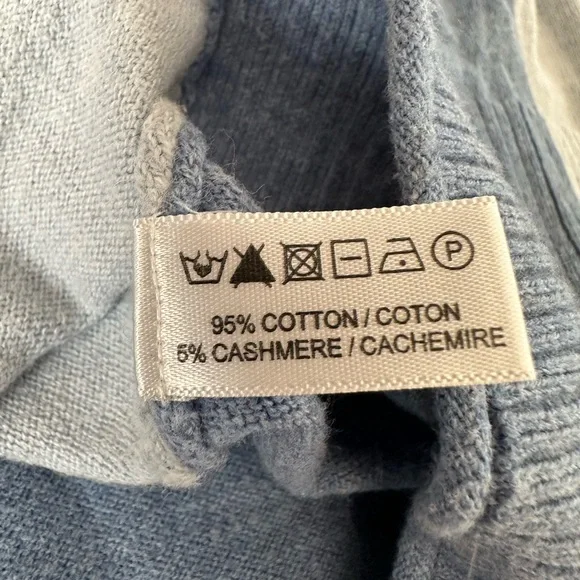 P
95% COTTON / COTON
5% CASHMERE / CACHEMIRE